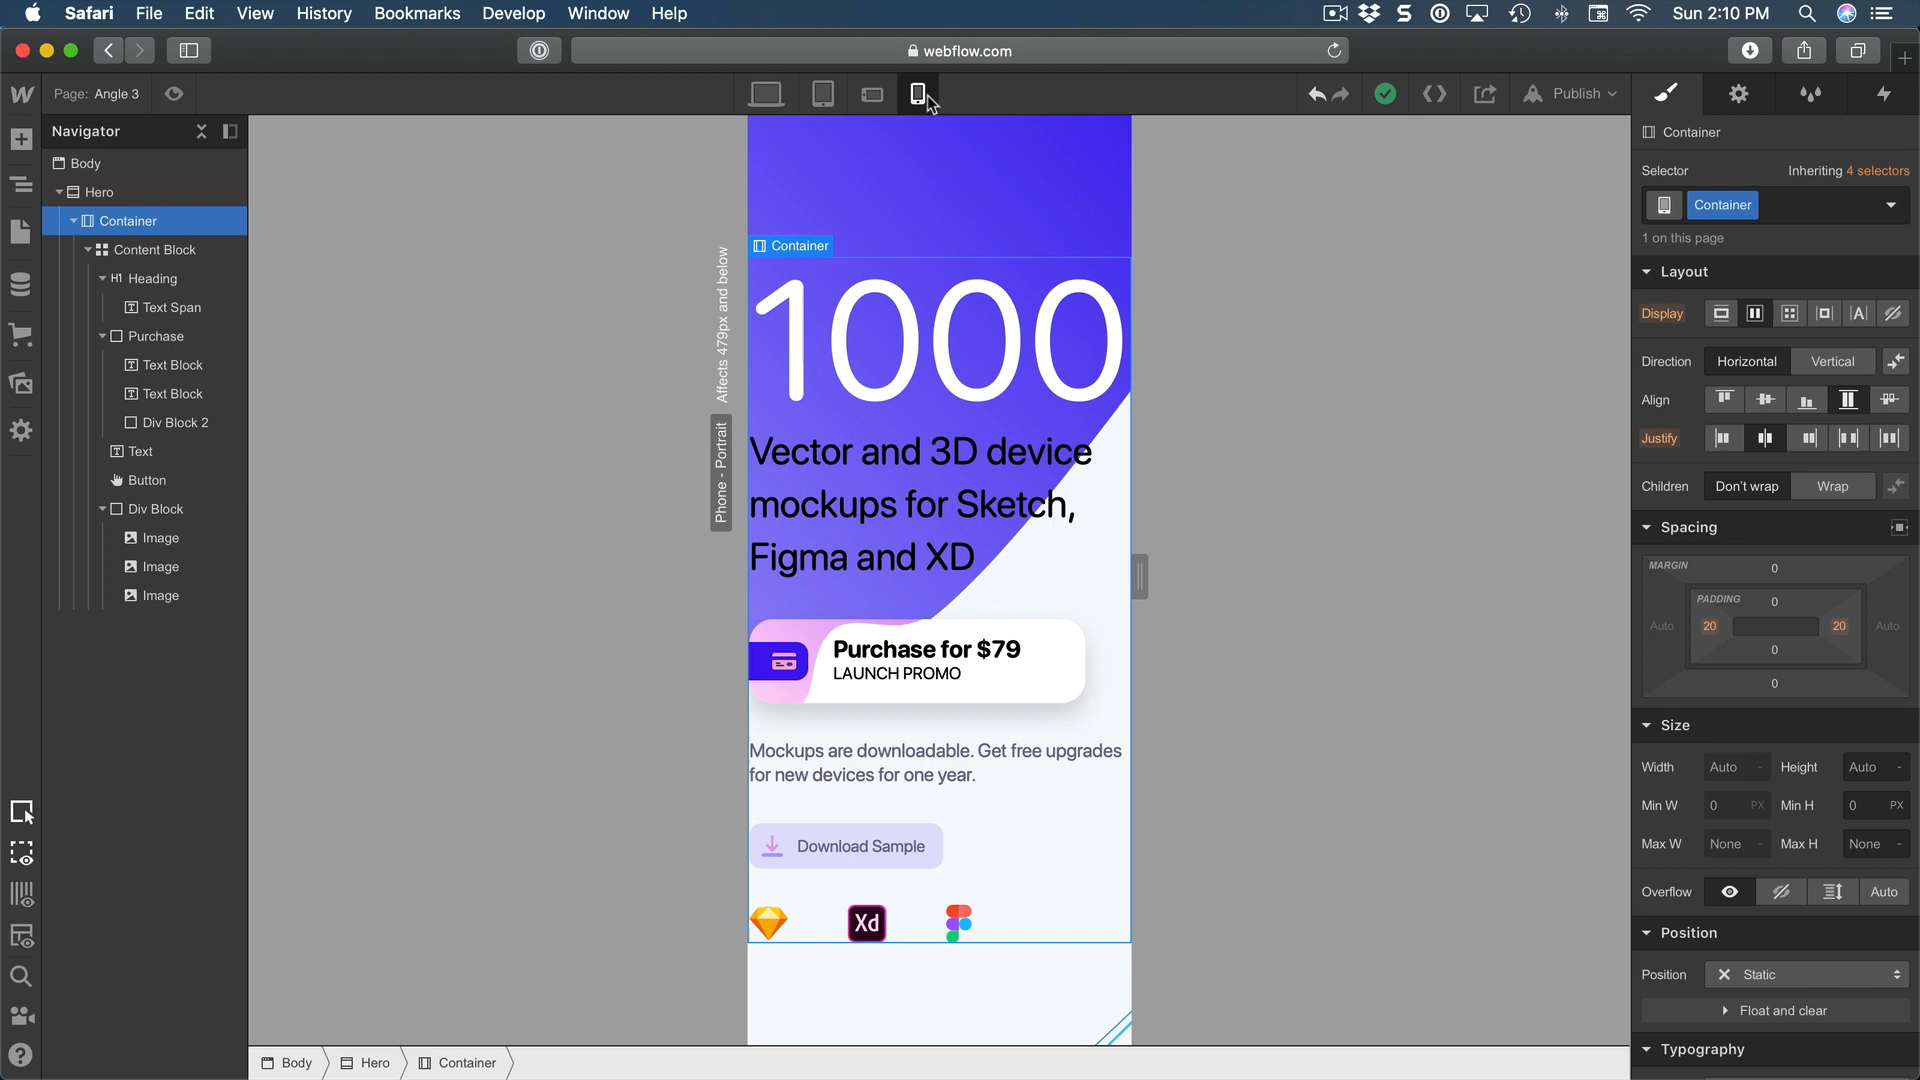 Safari File Edit View History Bookmarks Develop Window Help
Sun 2:10 PM
webflow.com
Page: Angle 3
Publish
Navigator
Body
Hero
Container
Content Block
H1 Heading
Text Span
Purchase
Text Block
Text Block
Div Block 2
Text
Button
Div Block
Image
Image
Image
Affects 479px and below
Phone - Portrait
Container
1000
Vector and 3D device
mockups for Sketch,
Figma and XD
Purchase for $79
LAUNCH PROMO
Mockups are downloadable. Get free upgrades
for new devices for one year.
Download Sample
Xd
Body Hero Container
Container
Selector Inheriting 4 selectors
Container
1 on this page
Layout
Display
Direction Horizontal Vertical
Align
Justify
Children Don't wrap Wrap
Spacing
MARGIN 0
PADDING 0
Auto 20 20 Auto
0
0
Size
Width Auto - Height Auto -
Min W 0 PX Min H 0 PX
Max W None - Max H None -
Overflow Auto
Position
Position Static
Float and clear
Typography